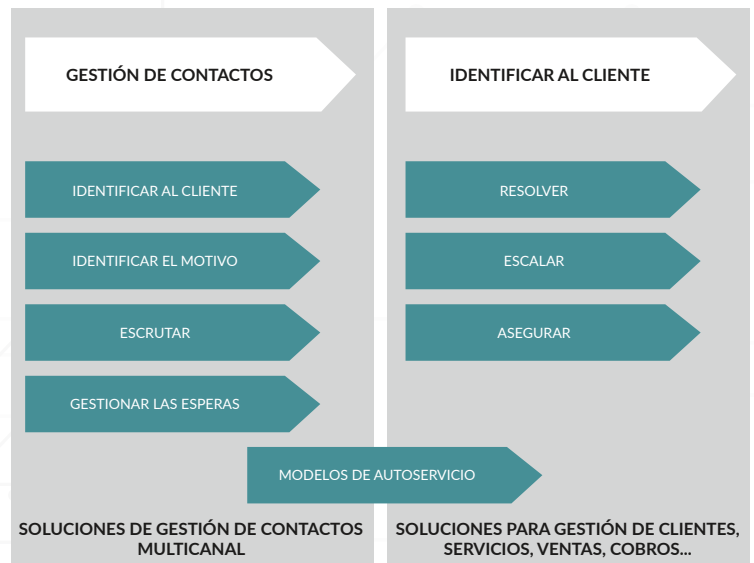 GESTIÓN DE CONTACTOS
IDENTIFICAR AL CLIENTE
IDENTIFICAR EL MOTIVO
ESCRUTAR
GESTIONAR LAS ESPERAS
IDENTIFICAR AL CLIENTE
RESOLVER
ESCALAR
ASEGURAR
MODELOS DE AUTOSERVICIO
SOLUCIONES DE GESTIÓN DE CONTACTOS
MULTICANAL
SOLUCIONES PARA GESTIÓN DE CLIENTES,
SERVICIOS, VENTAS, COBROS...